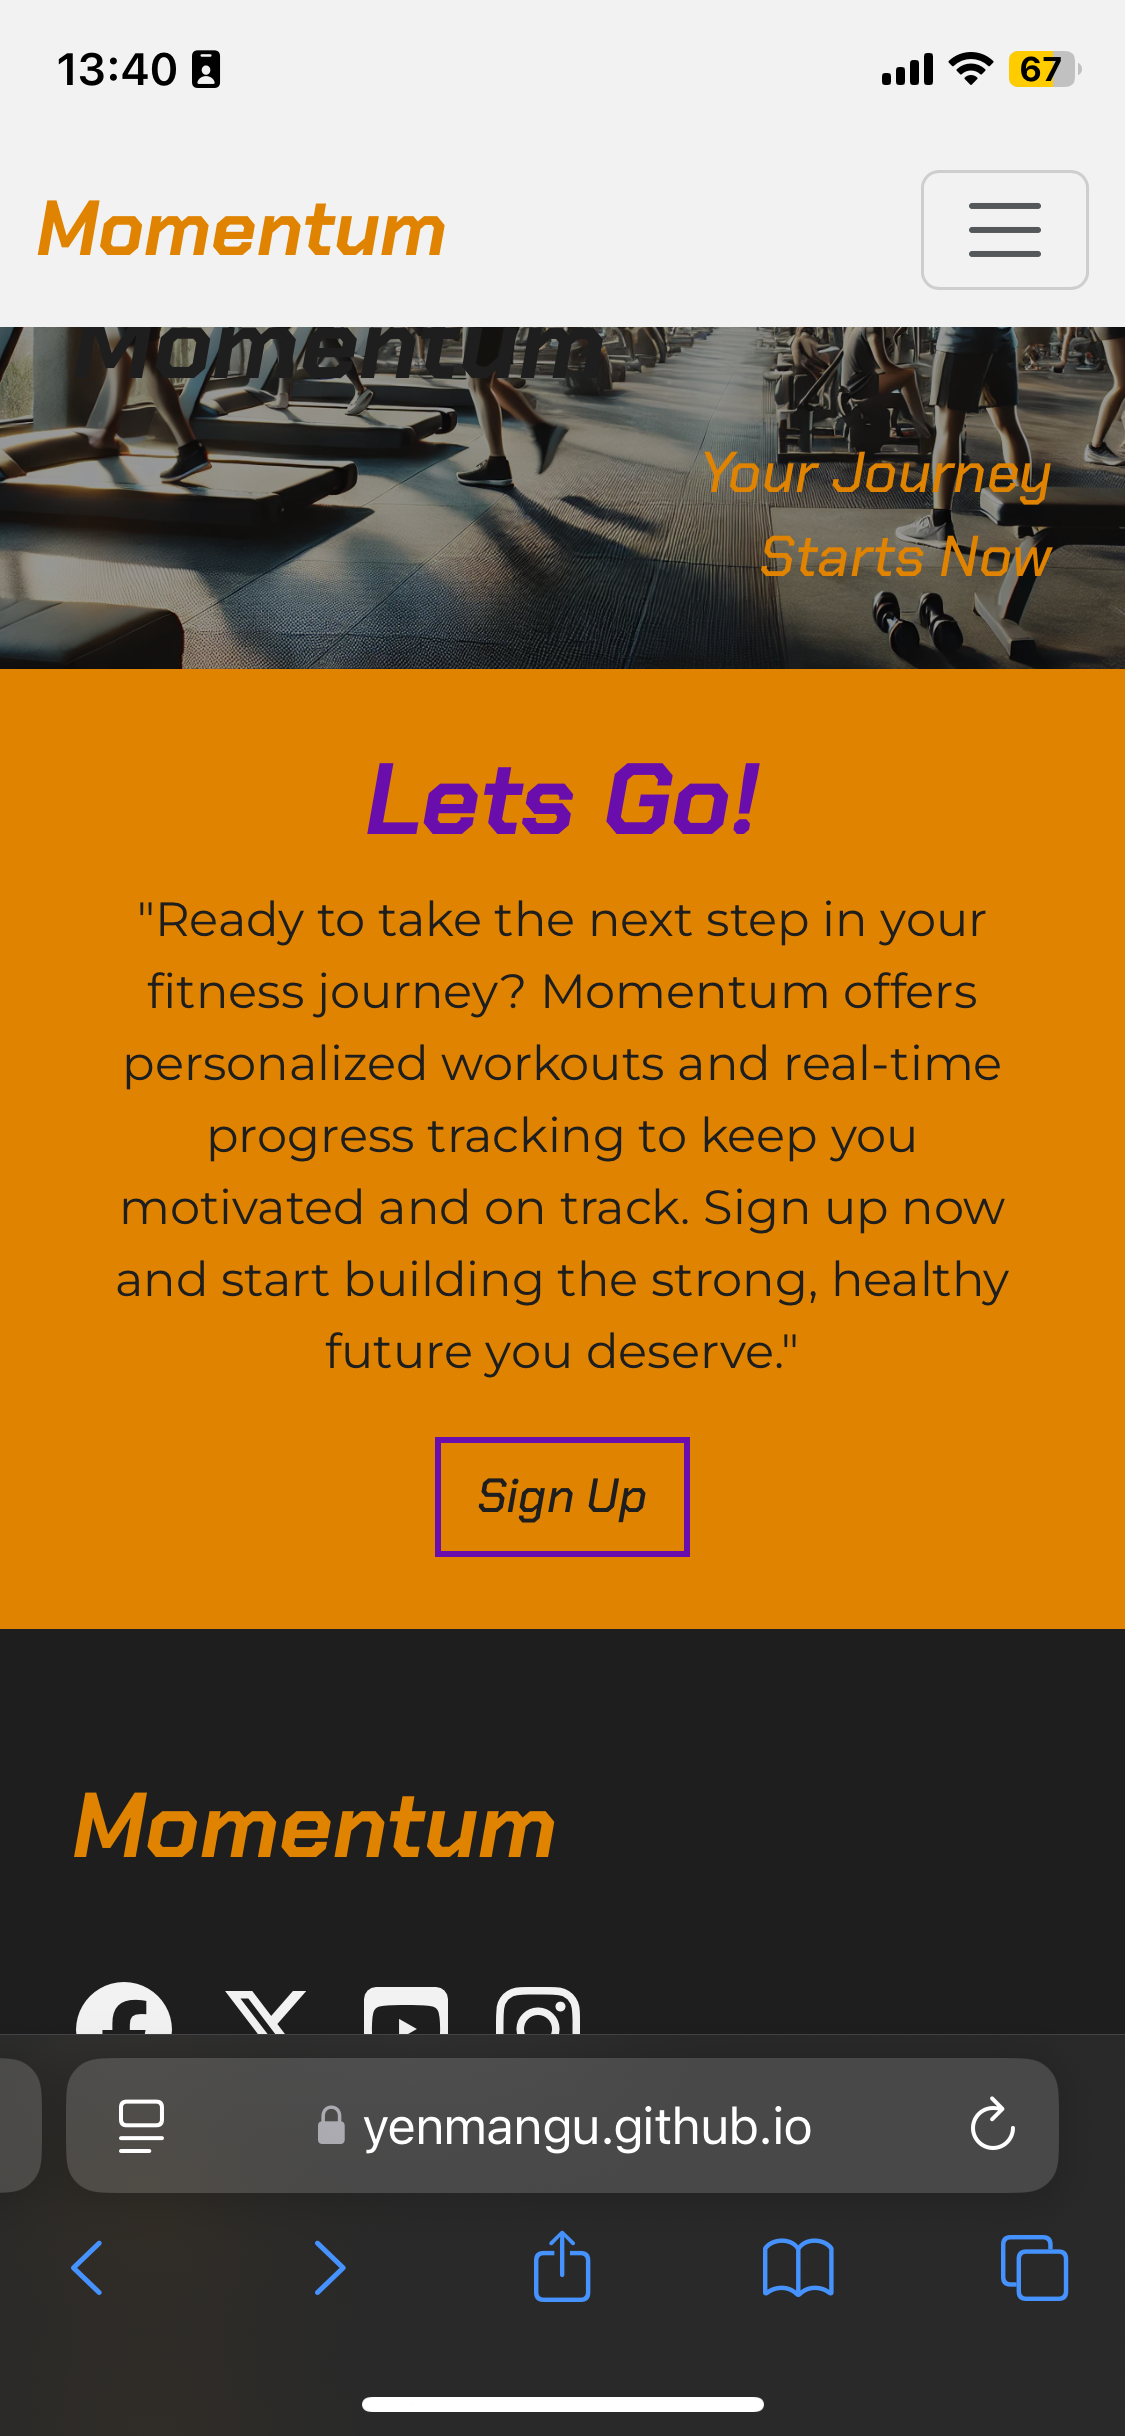 13:40
67
Momentum
Momentum
Your Journey
Starts Now
Lets Go!
"Ready to take the next step in your
fitness journey? Momentum offers
personalized workouts and real-time
progress tracking to keep you
motivated and on track. Sign up now
and start building the strong, healthy
future you deserve."
Sign Up
Momentum
yenmangu.github.io